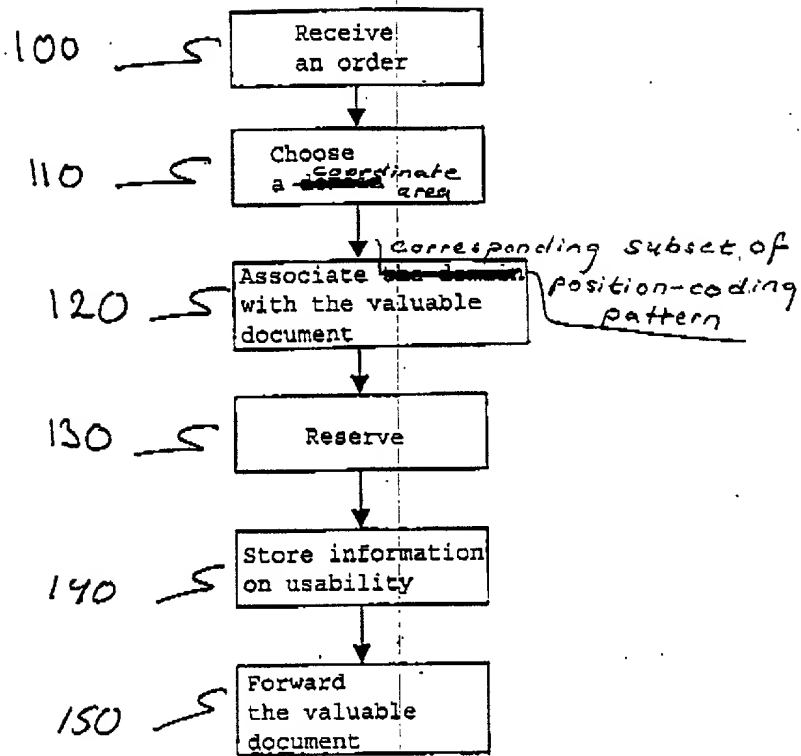 100
Receive
an order
110
Choose
a coordinate
area
corresponding subset of
120
Associate
position-coding
with the valuable
pattern
document
130
Reserve
140
Store information
on usability
150
Forward
the valuable
document